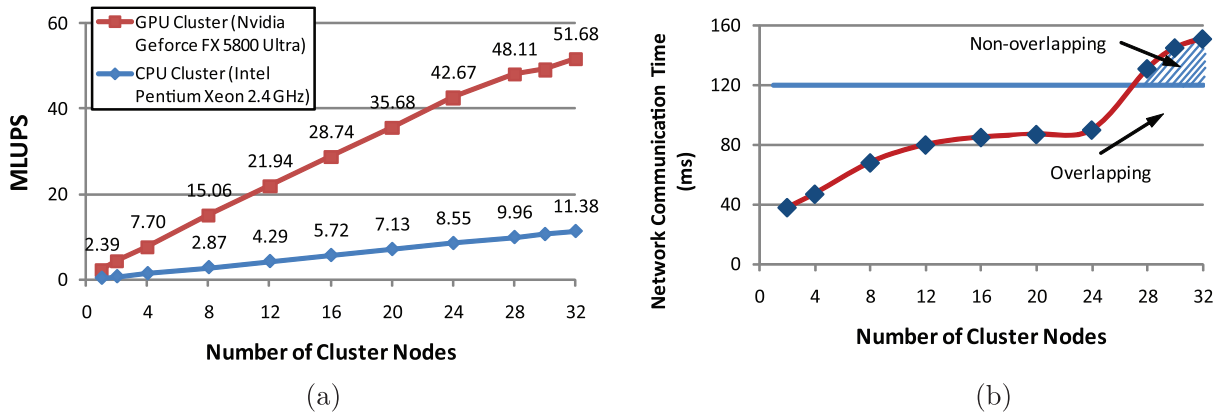 GPU Cluster (Nvidia
Geforce FX 5800 Ultra)
CPU Cluster (Intel
Pentium Xeon 2.4 GHz)
60
40
20
0
MLUPS
2.39
7.70
15.06
21.94
28.74
35.68
42.67
48.11
51.68
2.87
4.29
5.72
7.13
8.55
9.96
11.38
0 4 8 12 16 20 24 28 32
Number of Cluster Nodes
(a)
Network Communication Time
(ms)
160
120
80
40
0
Non-overlapping
Overlapping
0 4 8 12 16 20 24 28 32
Number of Cluster Nodes
(b)